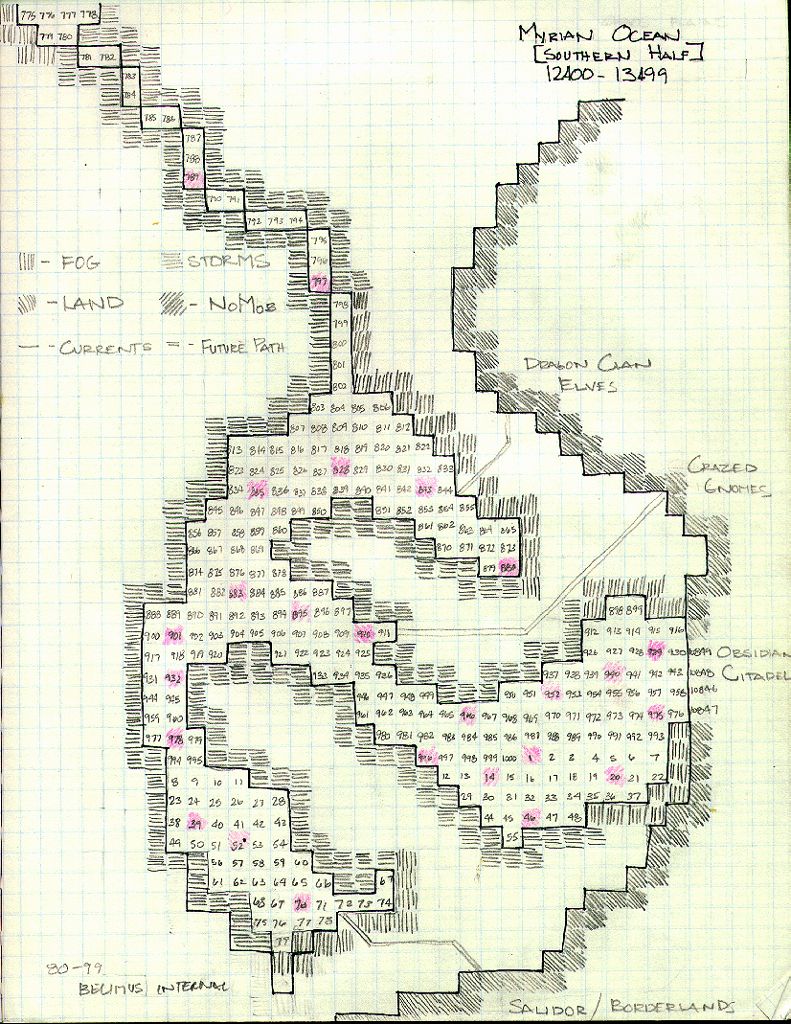 MYRIAN OCEAN
[SOUTHERN HALF]
12400 - 13499
775 776 777 778
779 780
781 782
783
784
785 786
787
788
789
790 791
792 793 794
795
796
797
- FOG
STORMS
- LAND
- NOMOB
- CURRENTS
- FUTURE PATH
798
799
800
801
802
DRAGON CLAN
ELVES
803 804 805 806
807 808 809 810 811 812
813 814 815 816 817 818 819 820 821 822
823 824 825 826 827 828 829 830 831 832 833
834 835 836 837 838 839 840 841 842 843 844
CRAZED
GNOMES
845 846 847 848 849 850 851 852 853 854 855
856 857 858 859 860 861 862 863 864 865
866 867 868 869 870 871 872 873
874 875 876 877 878 879 880
881 882 883 884 885 886 887
888 889 890 891 892 893 894 895 896 897 898 899
900 901 902 903 904 905 906 907 908 909 910 911 912 913 914 915 916
917 918 919 920 921 922 923 924 925 926 927 928 929 930 10849
OBSIDIAN
CITADEL
931 932 933 934 935 936 937 938 939 940 941 942 943 10848
944 945 946 947 948 949 950 951 952 953 954 955 956 957 958 10846
959 960 961 962 963 964 965 966 967 968 969 970 971 972 973 974 975 976 10847
977 978 979 980 981 982 983 984 985 986 987 988 989 990 991 992 993
994 995 996 997 998 999 1000 1 2 3 4 5 6 7
8 9 10 11 12 13 14 15 16 17 18 19 20 21 22
23 24 25 26 27 28 29 30 31 32 33 34 35 36 37
38 39 40 41 42 43 44 45 46 47 48
49 50 51 52 53 54 55
56 57 58 59 60
61 62 63 64 65 66 67
68 69 70 71 72 73 74
75 76 77 78
79
80-99
BELIMUS INTERNAL
SALIDOR / BORDERLANDS